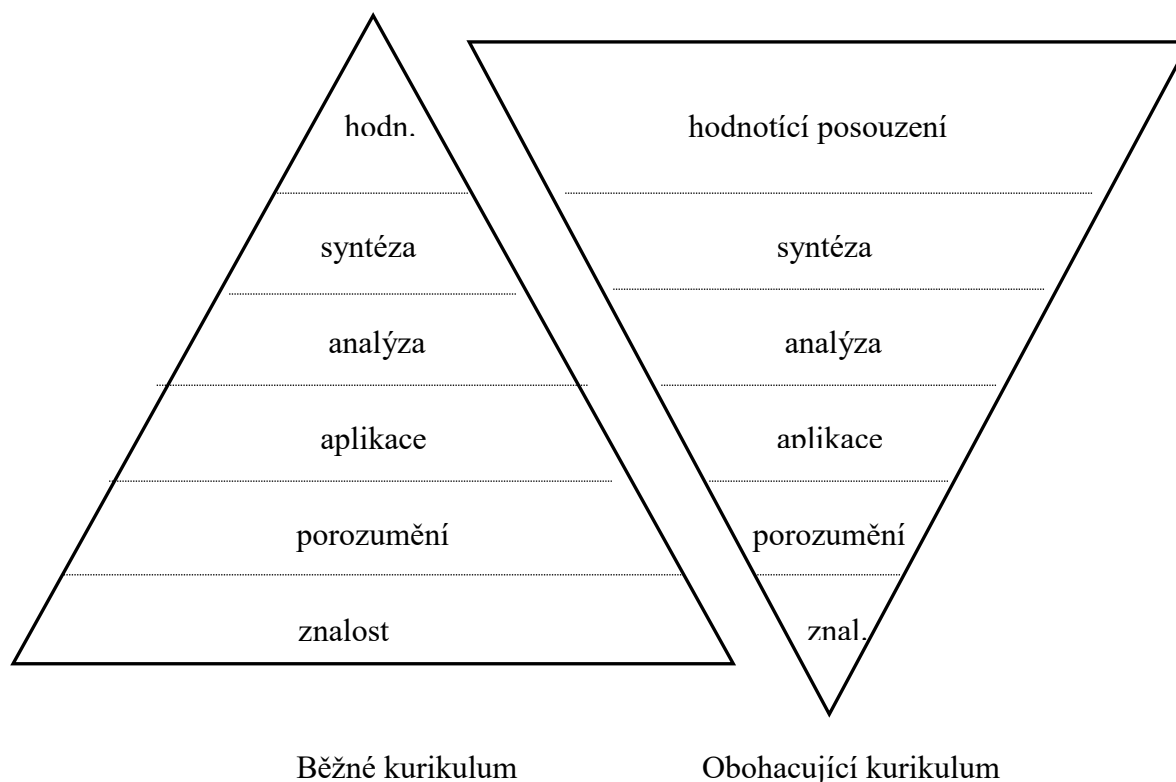 hodn.
hodnotící posouzení
syntéza
syntéza
analýza
analýza
aplikace
aplikace
porozumění
porozumění
znalost
znal.
Běžné kurikulum
Obohacující kurikulum